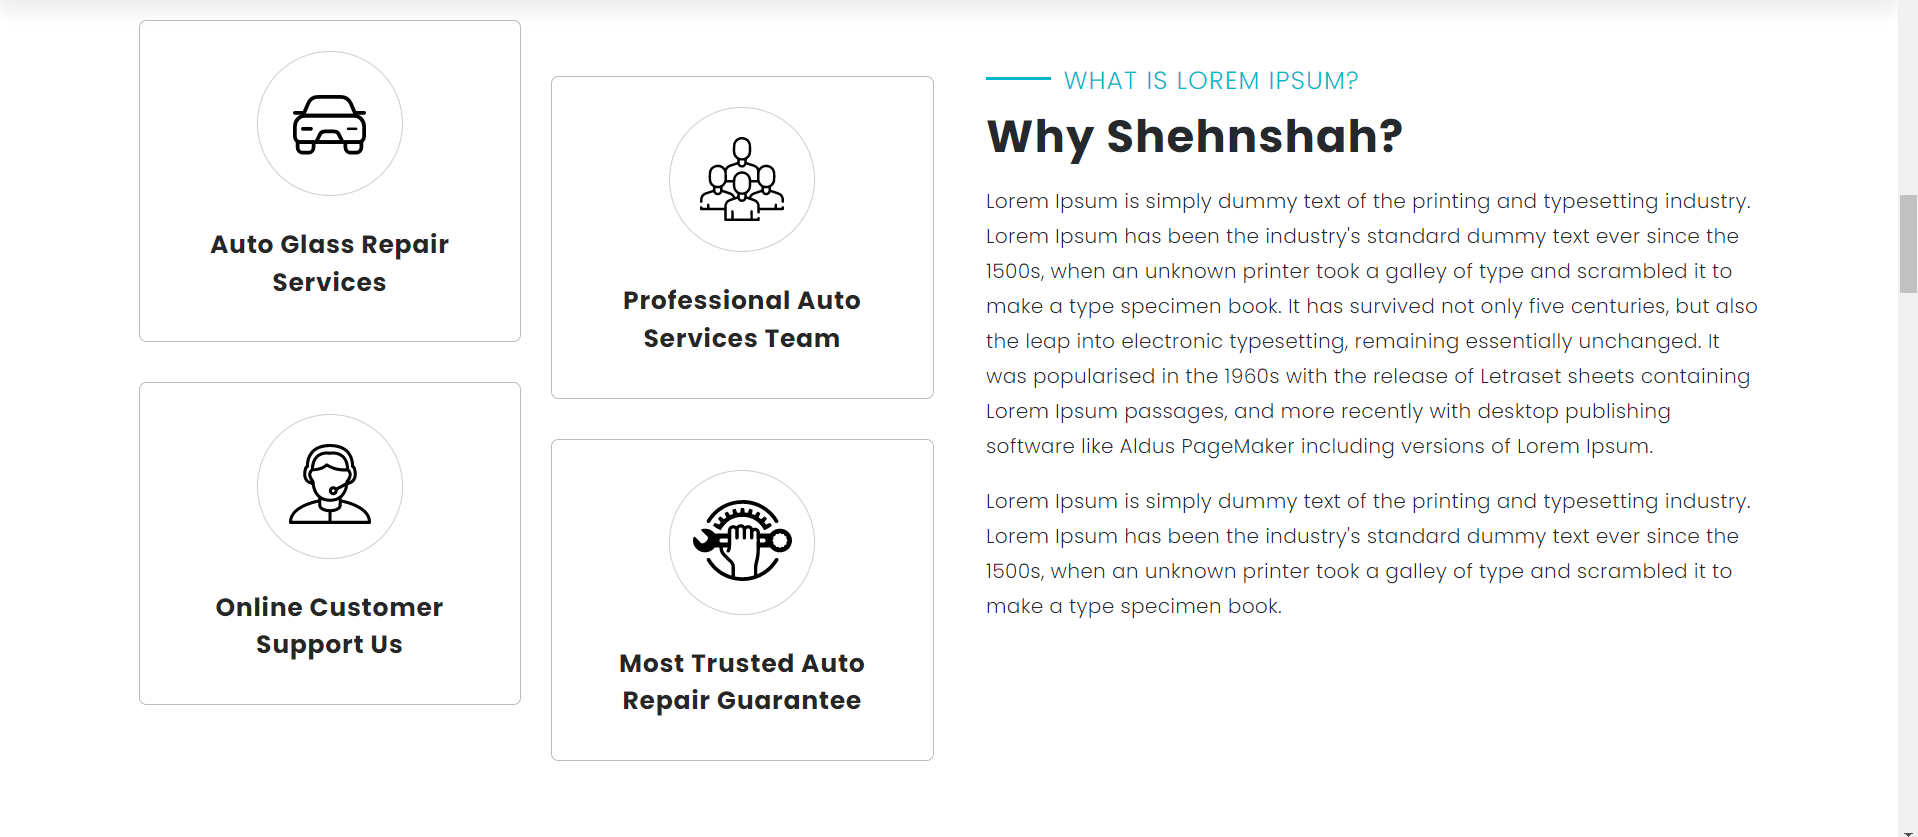 Auto Glass Repair
Services
Professional Auto
Services Team
Online Customer
Support Us
Most Trusted Auto
Repair Guarantee
WHAT IS LOREM IPSUM?
Why Shehnshah?
Lorem Ipsum is simply dummy text of the printing and typesetting industry.
Lorem Ipsum has been the industry's standard dummy text ever since the
1500s, when an unknown printer took a galley of type and scrambled it to
make a type specimen book. It has survived not only five centuries, but also
the leap into electronic typesetting, remaining essentially unchanged. It
was popularised in the 1960s with the release of Letraset sheets containing
Lorem Ipsum passages, and more recently with desktop publishing
software like Aldus PageMaker including versions of Lorem Ipsum.
Lorem Ipsum is simply dummy text of the printing and typesetting industry.
Lorem Ipsum has been the industry's standard dummy text ever since the
1500s, when an unknown printer took a galley of type and scrambled it to
make a type specimen book.